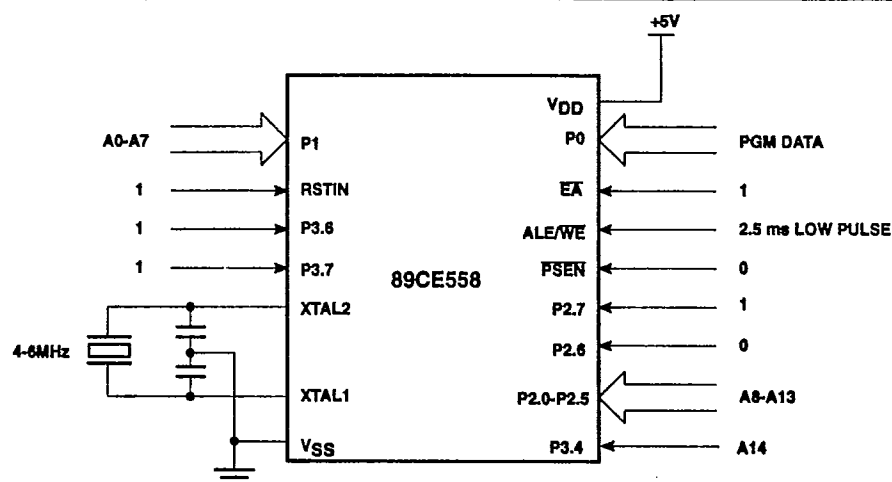 +5V
VDD
A0-A7
P1
P0
PGM DATA
1
RSTIN
EA
1
1
P3.6
ALE/WE
2.5 ms LOW PULSE
1
P3.7
PSEN
0
89CE558
XTAL2
P2.7
1
4-6MHz
P2.6
0
XTAL1
P2.0-P2.5
A8-A13
VSS
P3.4
A14